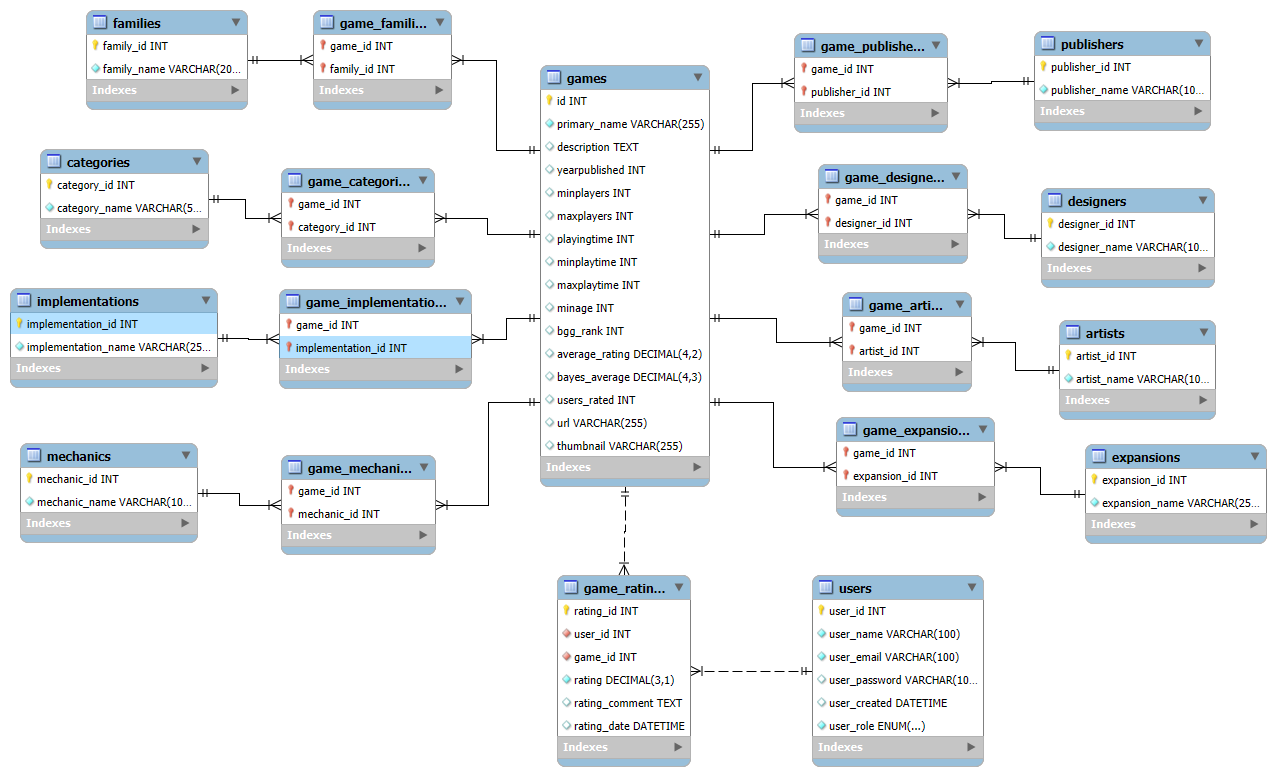 families
family_id INT
family_name VARCHAR(20...
Indexes
game_famili...
game_id INT
family_id INT
Indexes
games
id INT
primary_name VARCHAR(255)
description TEXT
yearpublished INT
minplayers INT
maxplayers INT
playingtime INT
minplaytime INT
maxplaytime INT
minage INT
bgg_rank INT
average_rating DECIMAL(4,2)
bayes_average DECIMAL(4,3)
users_rated INT
url VARCHAR(255)
thumbnail VARCHAR(255)
Indexes
game_publishe...
game_id INT
publisher_id INT
Indexes
publishers
publisher_id INT
publisher_name VARCHAR(10...
Indexes
categories
category_id INT
category_name VARCHAR(5...
Indexes
game_categori...
game_id INT
category_id INT
Indexes
game_designe...
game_id INT
designer_id INT
Indexes
designers
designer_id INT
designer_name VARCHAR(10...
Indexes
implementations
implementation_id INT
implementation_name VARCHAR(25...
Indexes
game_implementatio...
game_id INT
implementation_id INT
Indexes
game_arti...
game_id INT
artist_id INT
Indexes
artists
artist_id INT
artist_name VARCHAR(10...
Indexes
mechanics
mechanic_id INT
mechanic_name VARCHAR(10...
Indexes
game_mechani...
game_id INT
mechanic_id INT
Indexes
game_expansio...
game_id INT
expansion_id INT
Indexes
expansions
expansion_id INT
expansion_name VARCHAR(25...
Indexes
game_ratin...
rating_id INT
user_id INT
game_id INT
rating DECIMAL(3,1)
rating_comment TEXT
rating_date DATETIME
Indexes
users
user_id INT
user_name VARCHAR(100)
user_email VARCHAR(100)
user_password VARCHAR(10...
user_created DATETIME
user_role ENUM(...)
Indexes